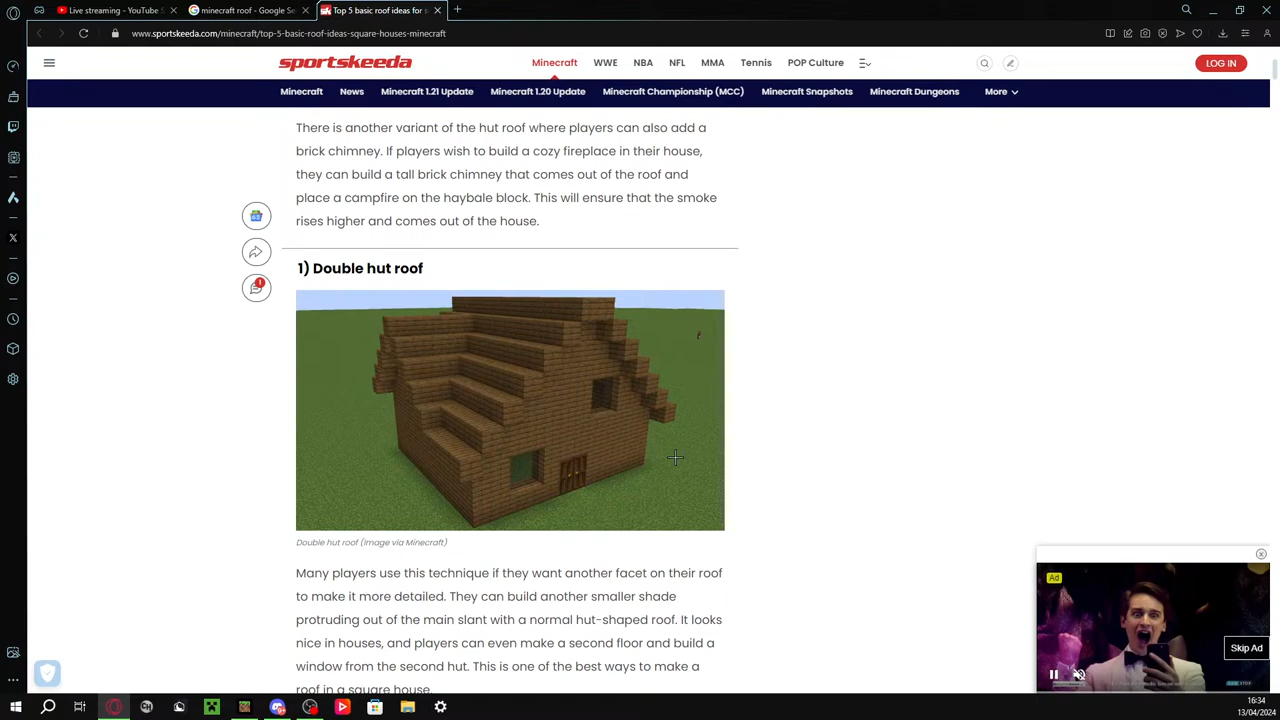 Live streaming - YouTube S
minecraft roof - Google Se
Top 5 basic roof ideas for s
www.sportskeeda.com/minecraft/top-5-basic-roof-ideas-square-houses-minecraft
sportskeeda
Minecraft WWE NBA NFL MMA Tennis POP Culture
LOG IN
Minecraft News Minecraft 1.21 Update Minecraft 1.20 Update Minecraft Championship (MCC) Minecraft Snapshots Minecraft Dungeons More
There is another variant of the hut roof where players can also add a
brick chimney. If players wish to build a cozy fireplace in their house,
they can build a tall brick chimney that comes out of the roof and
place a campfire on the haybale block. This will ensure that the smoke
rises higher and comes out of the house.
1) Double hut roof
Double hut roof (Image via Minecraft)
Many players use this technique if they want another facet on their roof
to make it more detailed. They can build another smaller shade
protruding out of the main slant with a normal hut-shaped roof. It looks
nice in houses, and players can even make a second floor and build a
window from the second hut. This is one of the best ways to make a
roof in a square house.
Ad
Skip Ad
16:34
13/04/2024